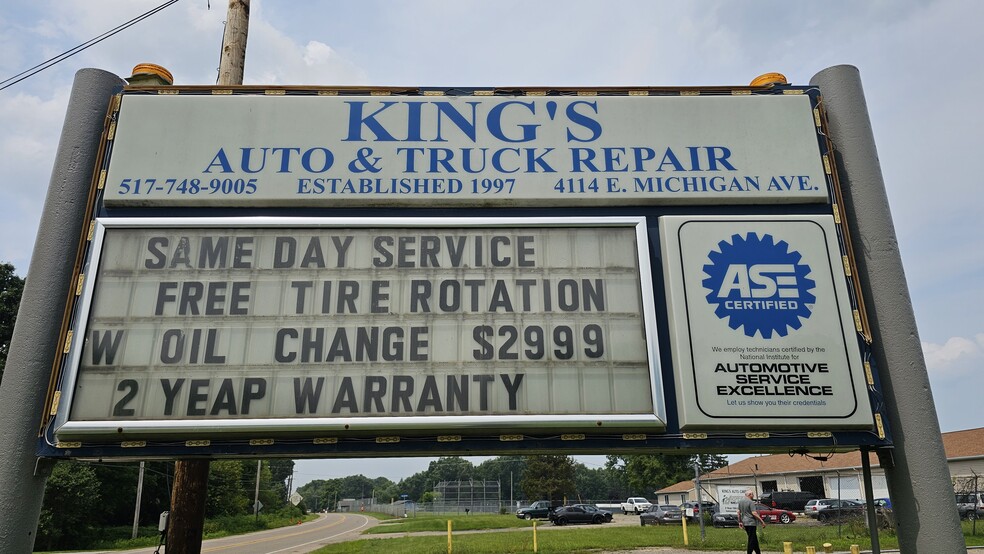 KING'S
AUTO & TRUCK REPAIR
517-748-9005 ESTABLISHED 1997 4114 E. MICHIGAN AVE.
SAME DAY SERVICE
FREE TIRE ROTATION
W OIL CHANGE $2999
2 YEAP WARRANTY
ASE
CERTIFIED
We employ technicians certified by the
National Institute for
AUTOMOTIVE
SERVICE
EXCELLENCE
Let us show you their credentials